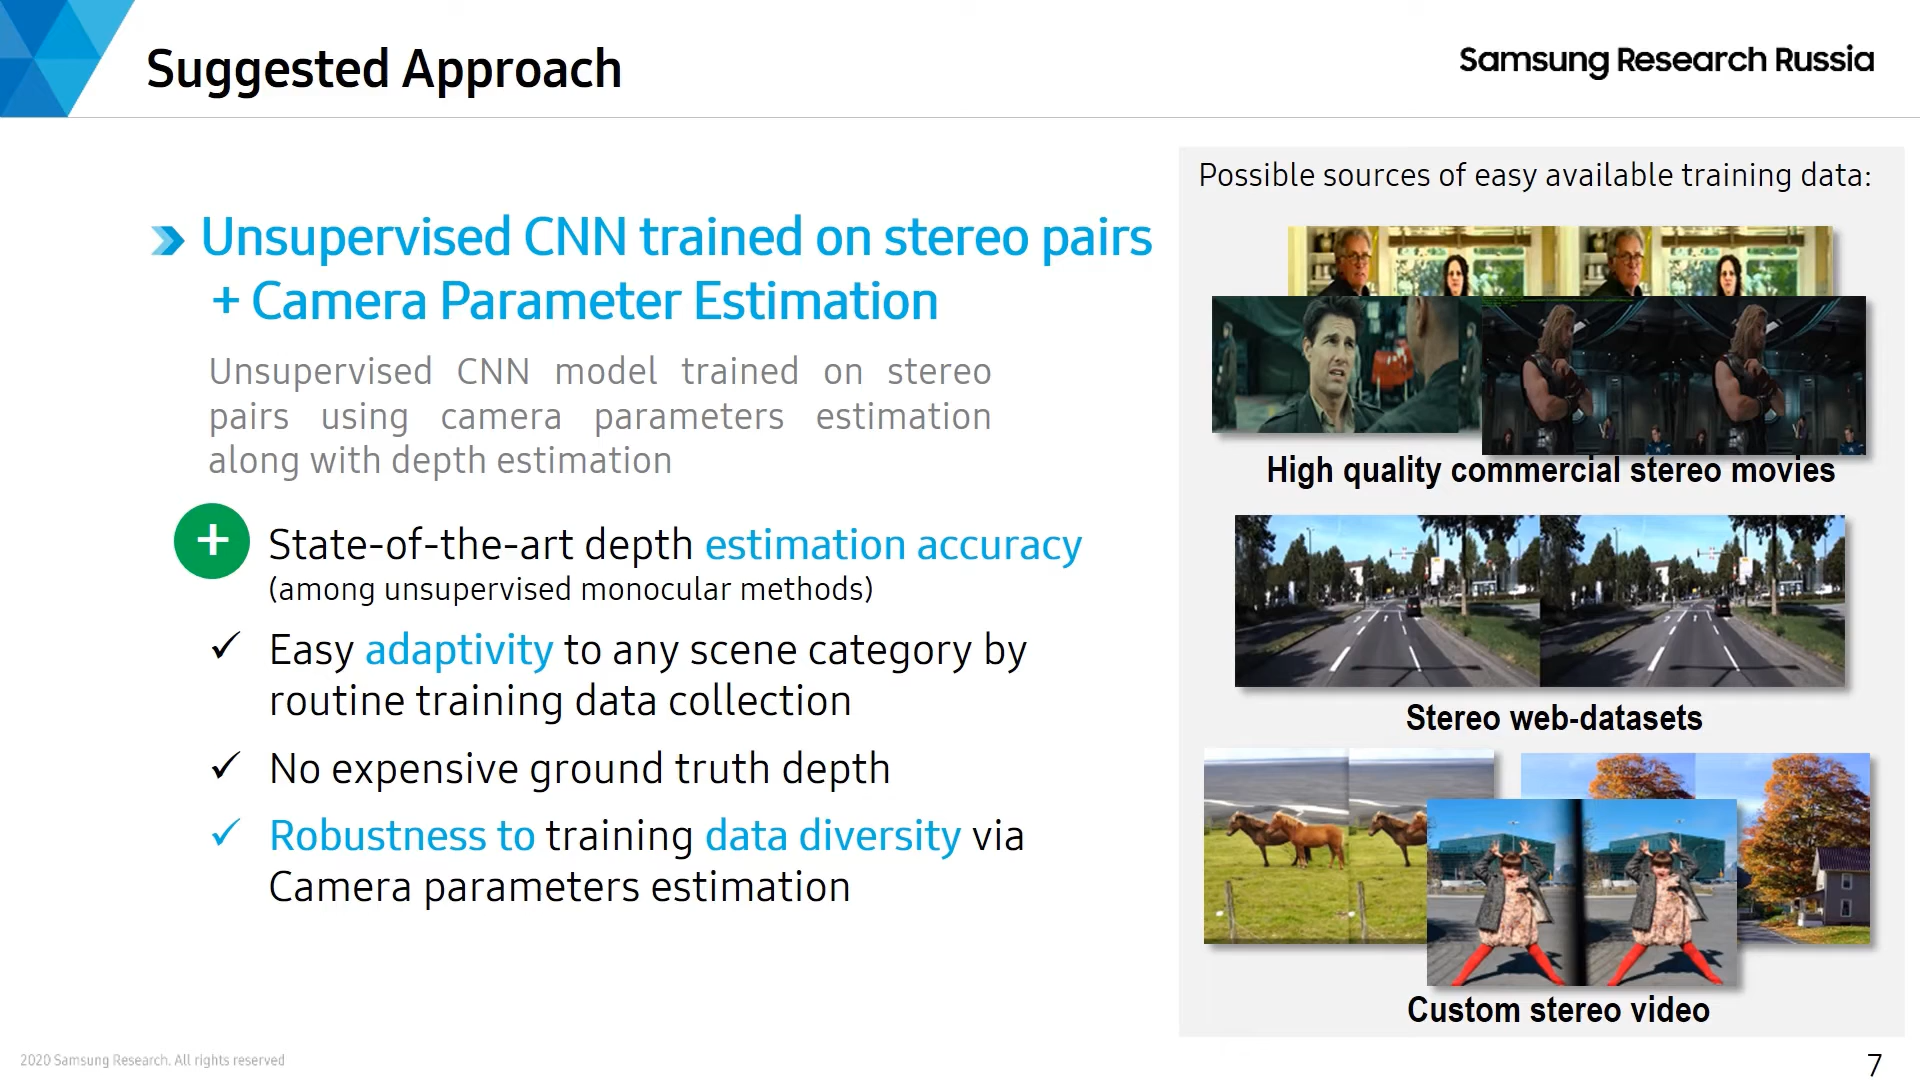 Suggested Approach
Samsung Research Russia
Unsupervised CNN trained on stereo pairs
+ Camera Parameter Estimation
Unsupervised CNN model trained on stereo
pairs using camera parameters estimation
along with depth estimation
+
State-of-the-art depth estimation accuracy
(among unsupervised monocular methods)
✓ Easy adaptivity to any scene category by
routine training data collection
✓ No expensive ground truth depth
✓ Robustness to training data diversity via
Camera parameters estimation
Possible sources of easy available training data:
High quality commercial stereo movies
Stereo web-datasets
Custom stereo video
2020 Samsung Research. All rights reserved
7